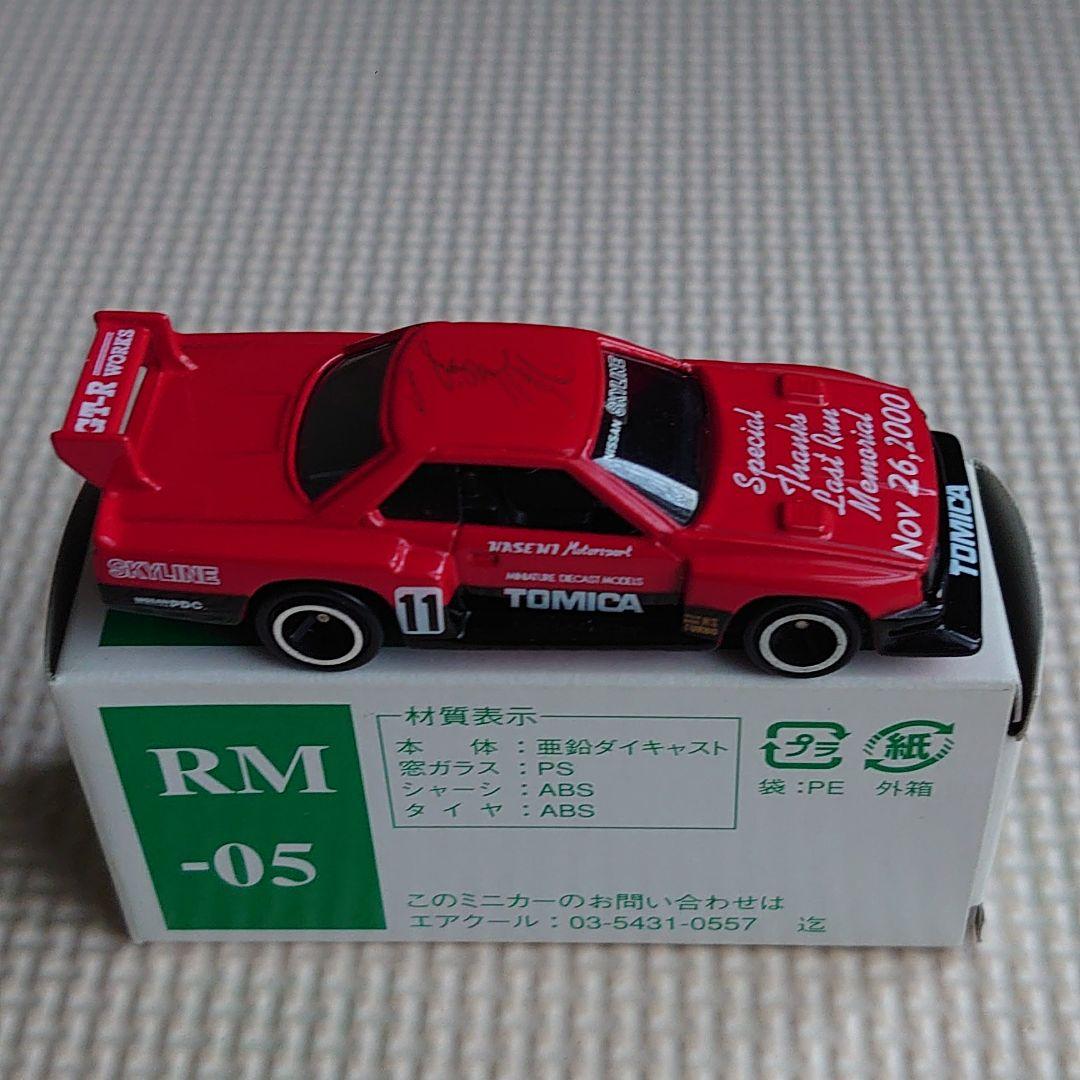 GT-R WORKS
NISSAN SKYLINE
Special
Thanks
Last Run
Memorial
Nov 26,2000
TOMICA
SKYLINE
HASEMI Motorsport
MINIATURE DIECAST MODELS
TOMICA
11
TURBO
RM
-05
材質表示
本 体 : 亜鉛ダイキャスト
窓ガラス : PS
シャーシ : ABS
タイヤ : ABS
プラ
紙
袋 : PE 外箱
このミニカーのお問い合わせは
エアクール : 03-5431-0557 迄